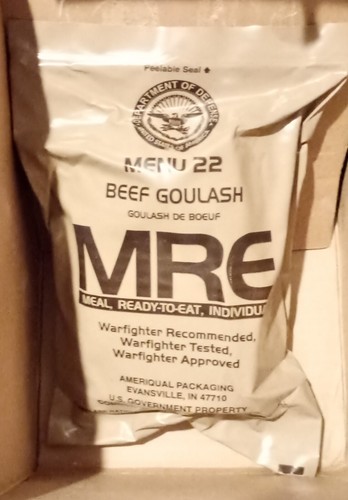 Peelable Seal
DEPARTMENT OF DEFENSE
UNITED STATES OF AMERICA
MENU 22
BEEF GOULASH
GOULASH DE BOEUF
MRE
MEAL, READY-TO-EAT, INDIVIDUA
Warfighter Recommended,
Warfighter Tested,
Warfighter Approved
AMERIQUAL PACKAGING
EVANSVILLE, IN 47710
U.S. GOVERNMENT PROPERTY